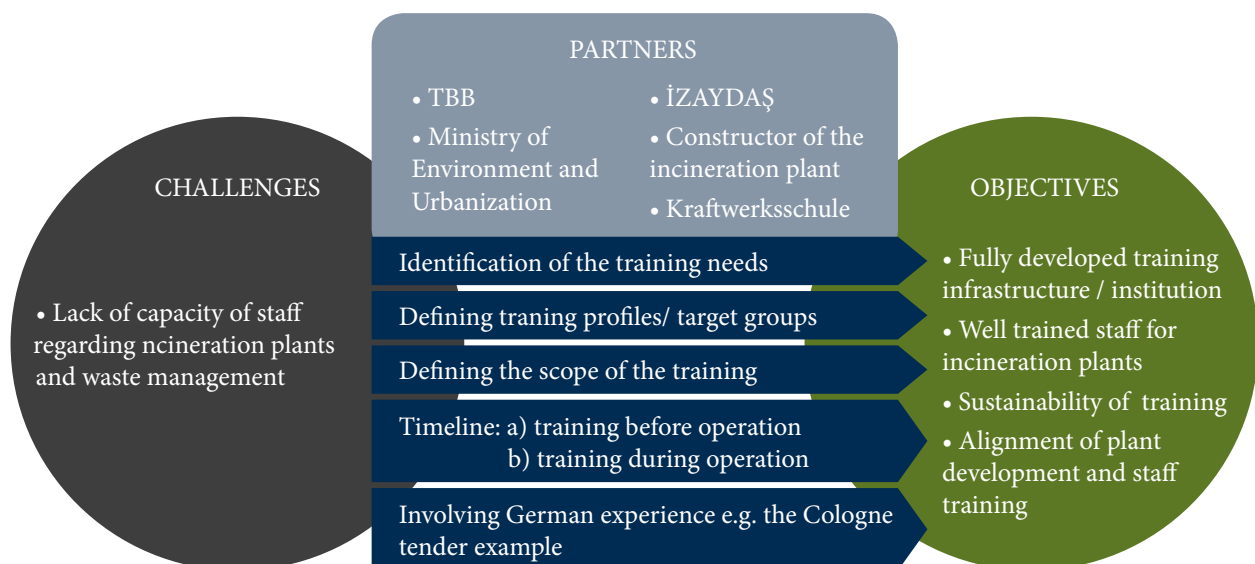 PARTNERS
• TBB
• Ministry of
Environment and
Urbanization
• İZAYDAŞ
• Constructor of the
incineration plant
• Kraftwerksschule
CHALLENGES
• Lack of capacity of staff
regarding ncineration plants
and waste management
Identification of the training needs
Defining traning profiles/ target groups
Defining the scope of the training
Timeline: a) training before operation
b) training during operation
Involving German experience e.g. the Cologne
tender example
OBJECTIVES
• Fully developed training
infrastructure / institution
• Well trained staff for
incineration plants
• Sustainability of training
• Alignment of plant
development and staff
training